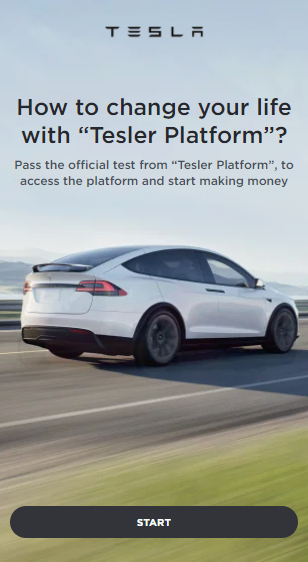 TESLA
How to change your life
with “Tesler Platform”?
Pass the official test from “Tesler Platform”, to
access the platform and start making money
START